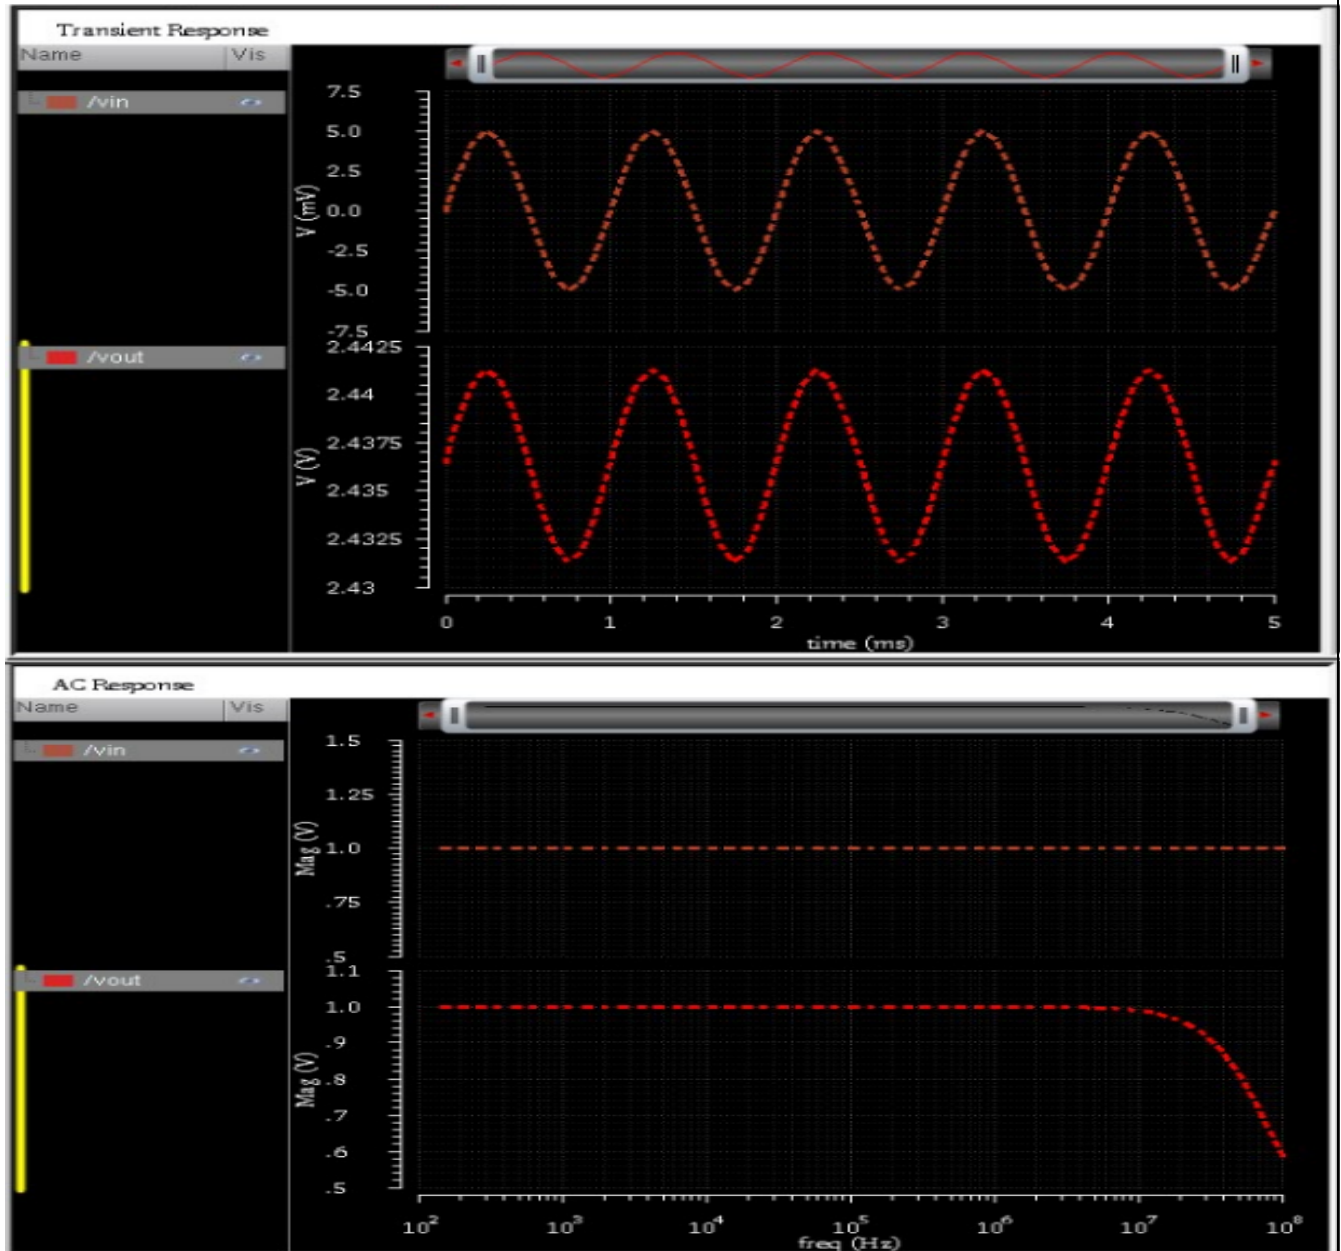 Transient Response
Name Vis
/vin
7.5
5.0
2.5
0.0
-2.5
-5.0
-7.5
V (mV)
/vout
2.4425
2.44
2.4375
2.435
2.4325
2.43
V (V)
0 1 2 3 4 5
time (ms)
AC Response
Name Vis
/vin
1.5
1.25
1.0
.75
.5
Mag (V)
/vout
1.1
1.0
.9
.8
.7
.6
.5
Mag (V)
10² 10³ 10⁴ 10⁵ 10⁶ 10⁷ 10⁸
freq (Hz)